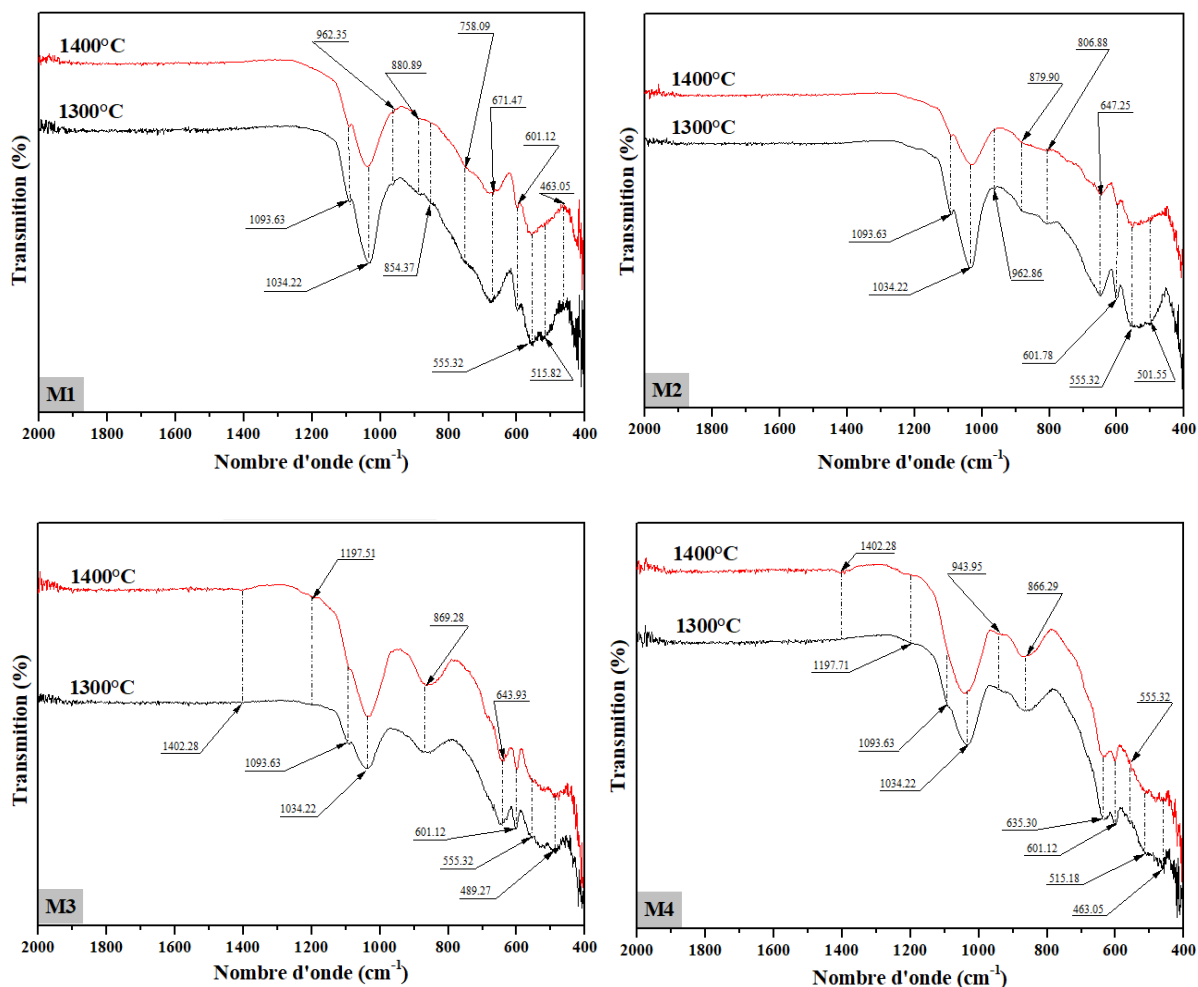 962.35
758.09
1400°C
880.89
671.47
1300°C
601.12
463.05
1093.63
1034.22
854.37
555.32
515.82
M1
Transmition (%)
2000 1800 1600 1400 1200 1000 800 600 400
Nombre d'onde (cm-1)
806.88
1400°C
879.90
647.25
1300°C
1093.63
1034.22
962.86
601.78
555.32
501.55
M2
Transmition (%)
2000 1800 1600 1400 1200 1000 800 600 400
Nombre d'onde (cm-1)
1197.51
1400°C
869.28
1300°C
643.93
1402.28
1093.63
1034.22
601.12
555.32
489.27
M3
Transmition (%)
2000 1800 1600 1400 1200 1000 800 600 400
Nombre d'onde (cm-1)
1402.28
1400°C
943.95
866.29
1300°C
1197.71
555.32
1093.63
1034.22
635.30
601.12
515.18
463.05
M4
Transmition (%)
2000 1800 1600 1400 1200 1000 800 600 400
Nombre d'onde (cm-1)